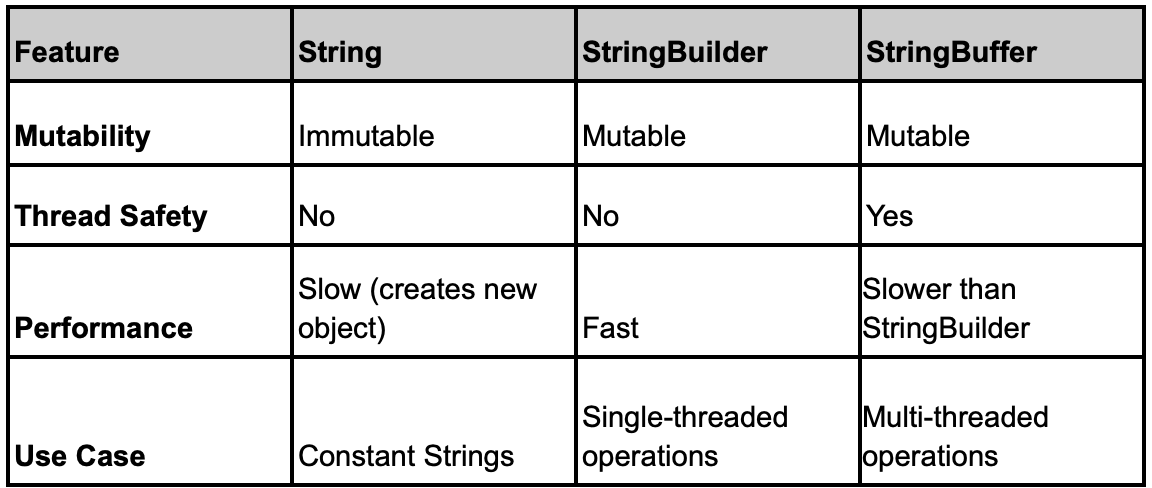 Feature String StringBuilder StringBuffer
Mutability Immutable Mutable Mutable
Thread Safety No No Yes
Performance Slow (creates new object) Fast Slower than StringBuilder
Use Case Constant Strings Single-threaded operations Multi-threaded operations